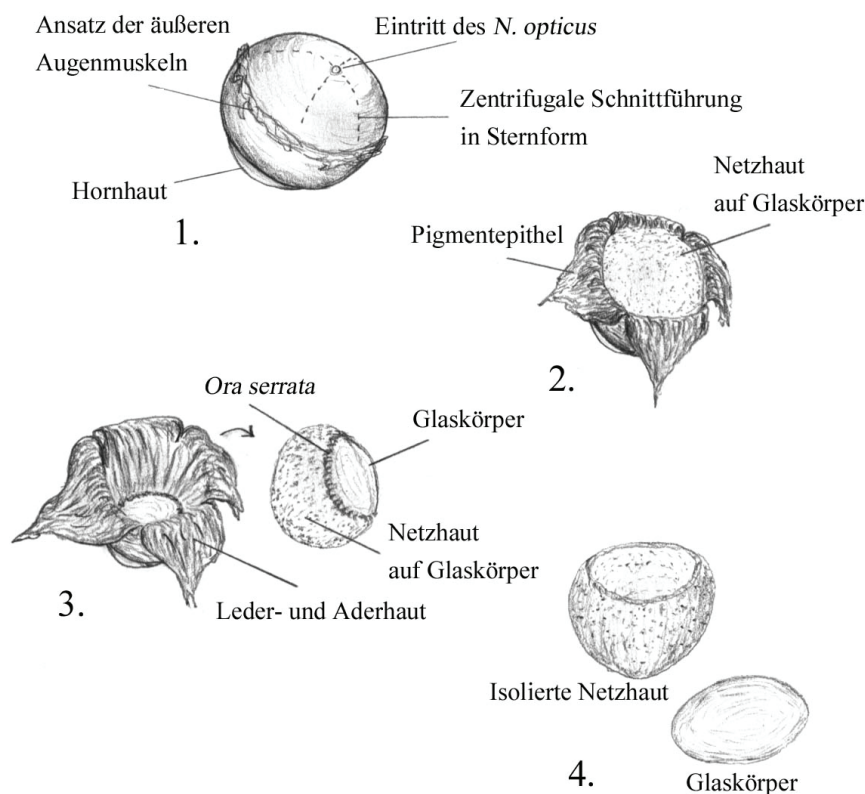 Ansatz der äußeren
Augenmuskeln
Eintritt des N. opticus
Zentrifugale Schnittführung
in Sternform
Hornhaut
1.
Netzhaut
auf Glaskörper
Pigmentepithel
2.
Ora serrata
Glaskörper
Netzhaut
auf Glaskörper
Leder- und Aderhaut
3.
Isolierte Netzhaut
4.
Glaskörper